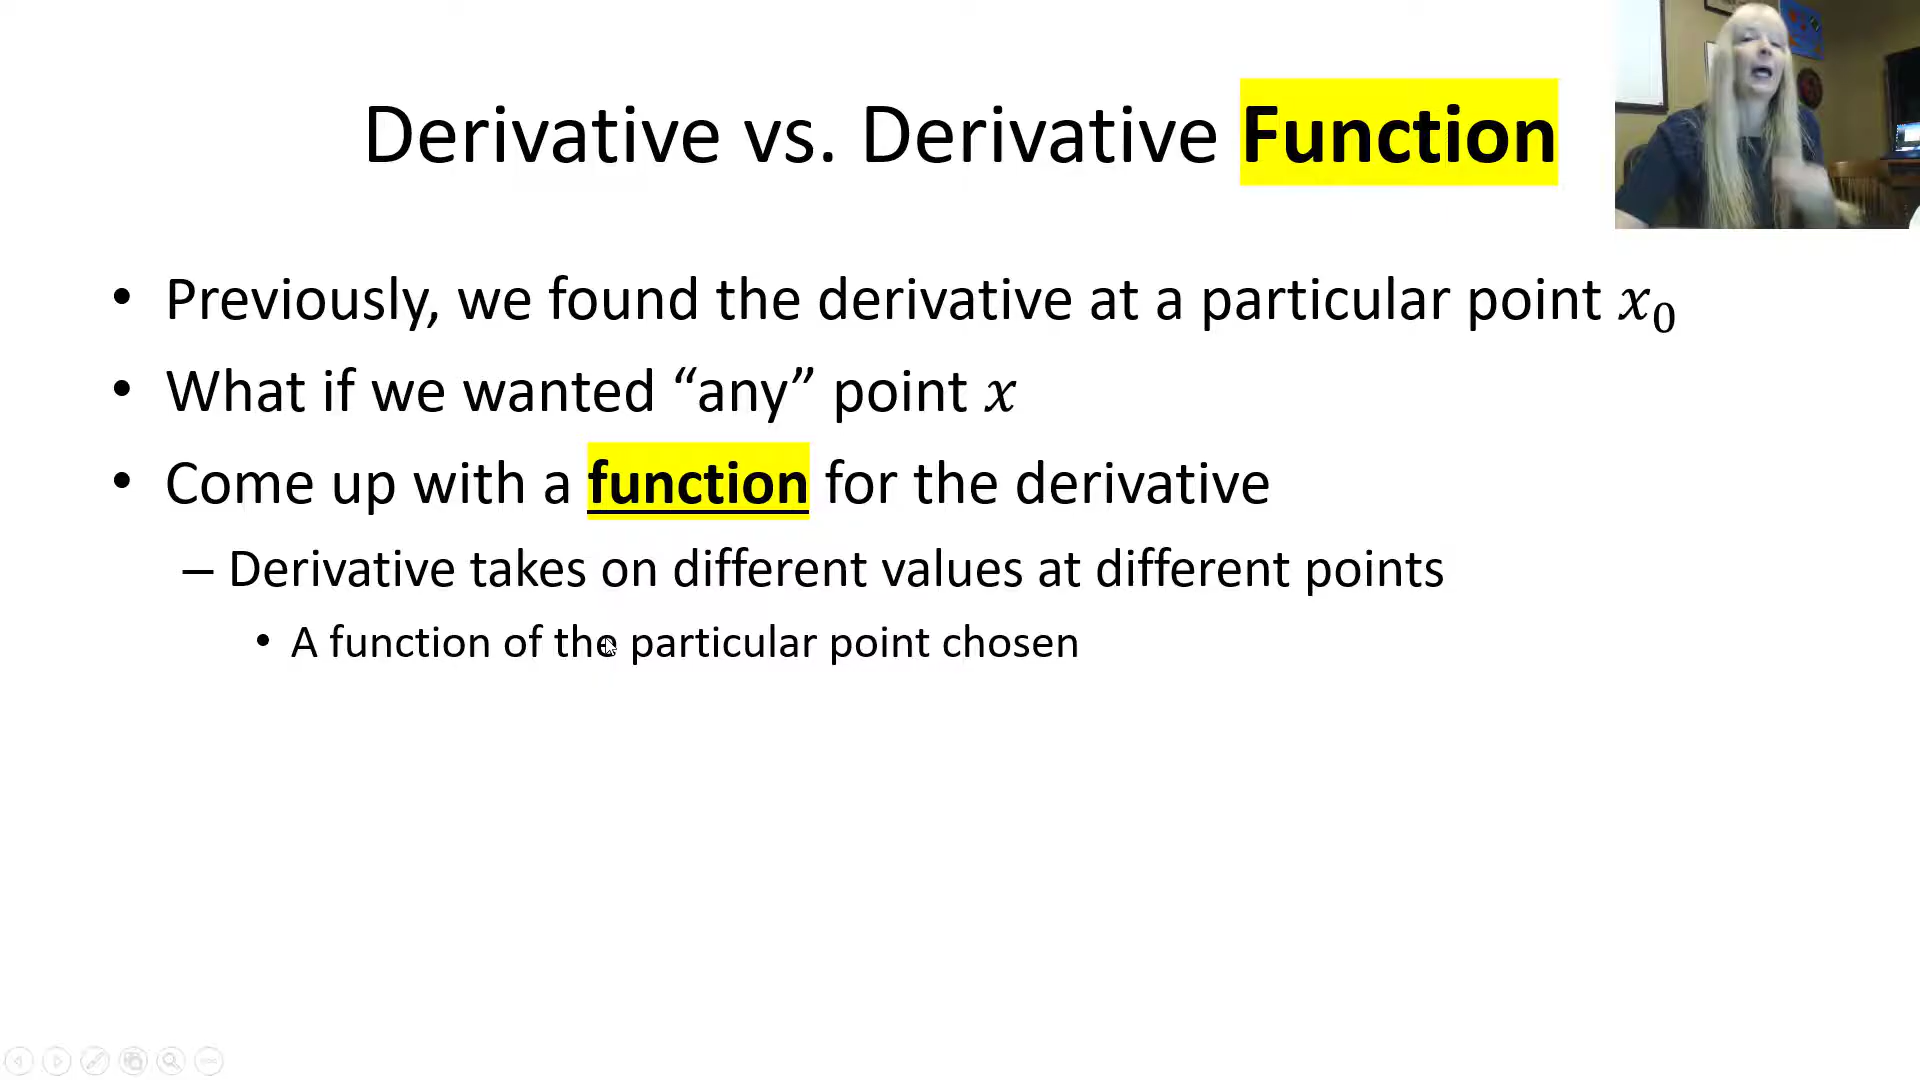 Derivative vs. Derivative Function
• Previously, we found the derivative at a particular point x₀
• What if we wanted “any” point x
• Come up with a function for the derivative
– Derivative takes on different values at different points
• A function of the particular point chosen